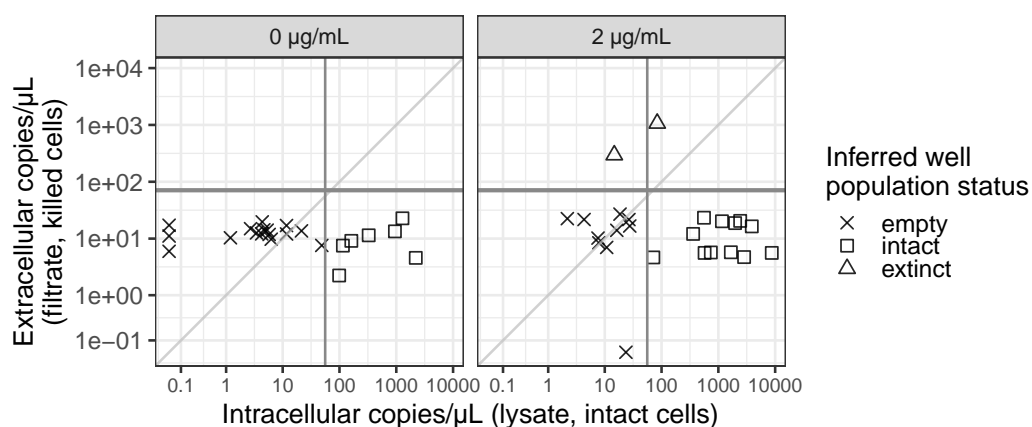 0 µg/mL
2 µg/mL
1e+04
1e+03
1e+02
1e+01
1e+00
1e−01
Extracellular copies/µL
(filtrate, killed cells)
0.1 1 10 100 1000 10000
0.1 1 10 100 1000 10000
Intracellular copies/µL (lysate, intact cells)
Inferred well
population status
empty
intact
extinct